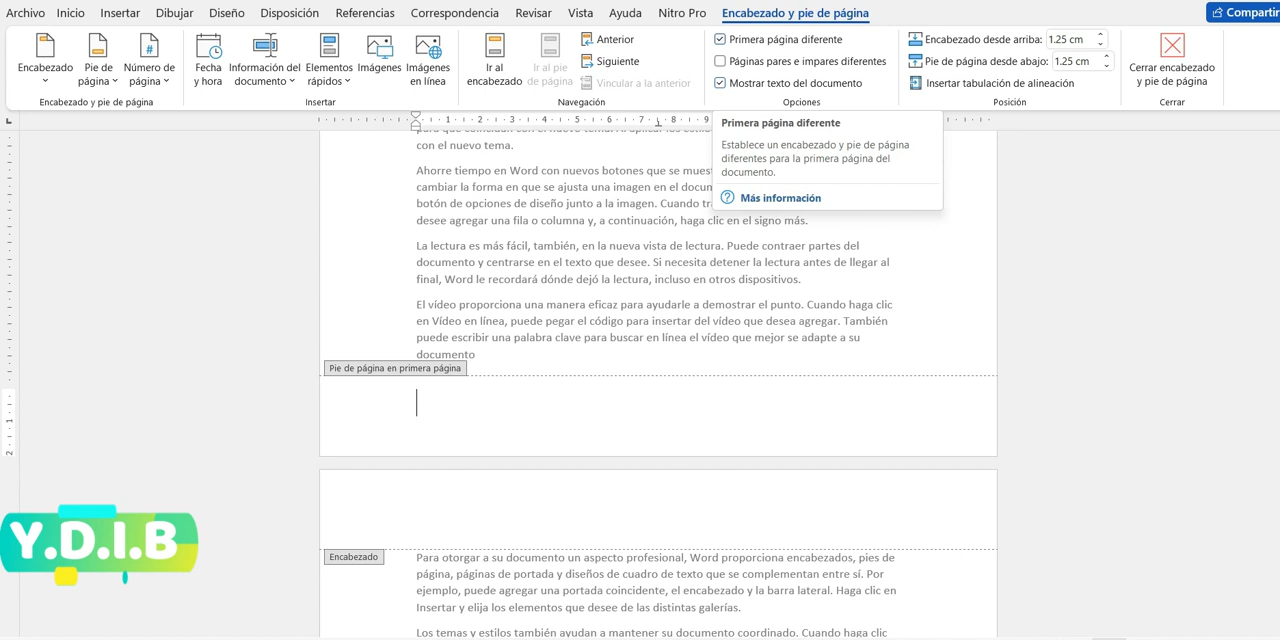 Archivo Inicio Insertar Dibujar Diseño Disposición Referencias Correspondencia Revisar Vista Ayuda Nitro Pro Encabezado y pie de página Compartir
Encabezado
Pie de página
Número de página
Encabezado y pie de página
Fecha y hora
Información del documento
Elementos rápidos
Imágenes
Imágenes en línea
Insertar
Ir al encabezado
Ir al pie de página
Anterior
Siguiente
Vincular a la anterior
Navegación
Primera página diferente
Páginas pares e impares diferentes
Mostrar texto del documento
Opciones
Encabezado desde arriba: 1.25 cm
Pie de página desde abajo: 1.25 cm
Insertar tabulación de alineación
Posición
Cerrar encabezado y pie de página
Cerrar
1 2 3 4 5 6 7 8 9
Primera página diferente
Establece un encabezado y pie de página
diferentes para la primera página del
documento.
Más información
con el nuevo tema.
Ahorre tiempo en Word con nuevos botones que se
cambiar la forma en que se ajusta una imagen en el
botón de opciones de diseño junto a la imagen. Cuando
desee agregar una fila o columna y, a continuación, haga clic en el signo más.
La lectura es más fácil, también, en la nueva vista de lectura. Puede contraer partes del
documento y centrarse en el texto que desee. Si necesita detener la lectura antes de llegar al
final, Word le recordará dónde dejó la lectura, incluso en otros dispositivos.
El vídeo proporciona una manera eficaz para ayudarle a demostrar el punto. Cuando haga clic
en Vídeo en línea, puede pegar el código para insertar del vídeo que desea agregar. También
puede escribir una palabra clave para buscar en línea el vídeo que mejor se adapte a su
documento
Pie de página en primera página
1
2
Y.D.I.B
Encabezado
Para otorgar a su documento un aspecto profesional, Word proporciona encabezados, pies de
página, páginas de portada y diseños de cuadro de texto que se complementan entre sí. Por
ejemplo, puede agregar una portada coincidente, el encabezado y la barra lateral. Haga clic en
Insertar y elija los elementos que desee de las distintas galerías.
Los temas y estilos también ayudan a mantener su documento coordinado. Cuando haga clic